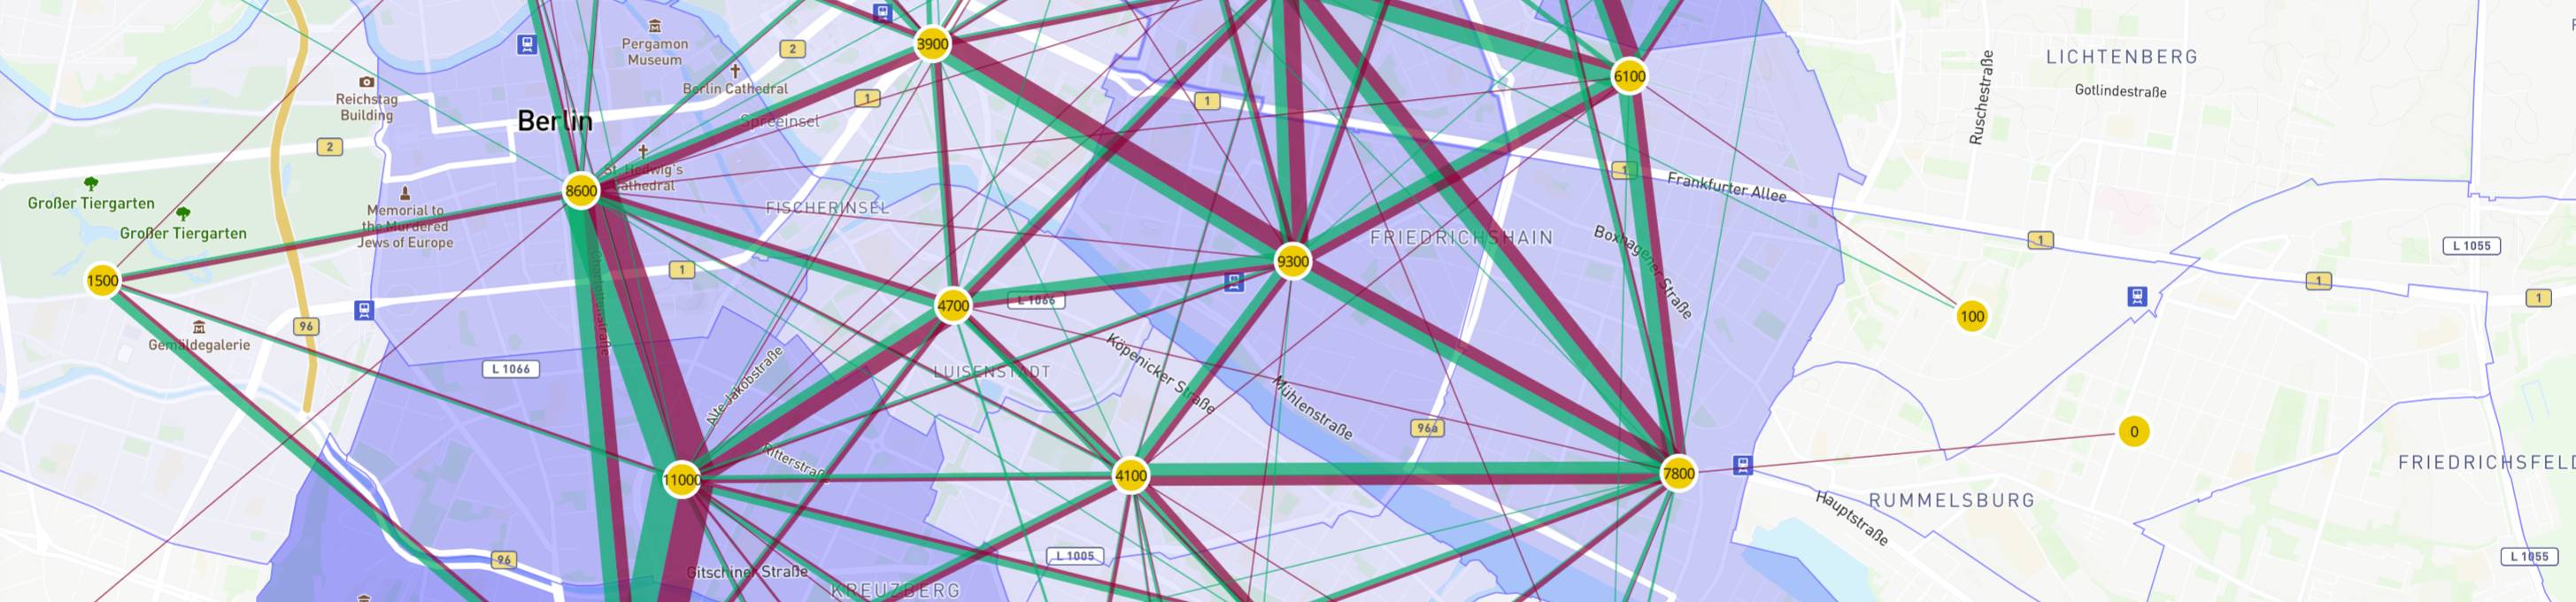 3900
Pergamon
Museum
2
Berlin Cathedral
1
Reichstag
Building
Berlin
Spreeinsel
2
St. Hedwig's
Cathedral
8600
Großer Tiergarten
Großer Tiergarten
Memorial to
the Murdered
Jews of Europe
FISCHERINSEL
1500
1
Charlottenstraße
96
Gemäldegalerie
L 1066
4700
L 1066
LUISENSTADT
Alte Jakobstraße
Ritterstraße
11000
96
Gitschiner Straße
KREUZBERG
L 1005
4100
Köpenicker Straße
Mühlenstraße
96a
1
9300
FRIEDRICHSHAIN
6100
1
Frankfurter Allee
Boxhagener Straße
7800
LICHTENBERG
Gotlindestraße
Ruschestraße
1
L 1055
1
1
100
0
RUMMELSBURG
Hauptstraße
FRIEDRICHSFELD
L 1055